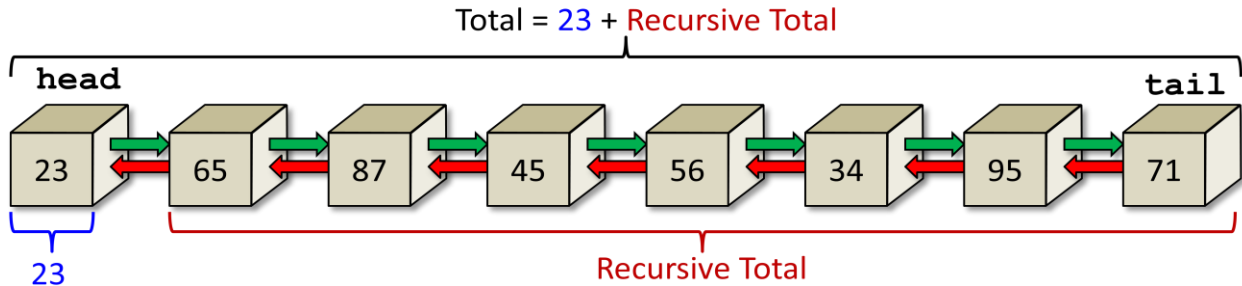 Total = 23 + Recursive Total
head tail
23 65 87 45 56 34 95 71
23 Recursive Total